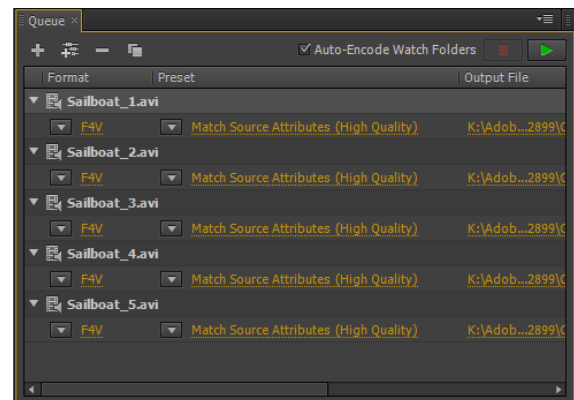 Queue ×
Auto-Encode Watch Folders
Format Preset Output File
Sailboat_1.avi
F4V Match Source Attributes (High Quality) K:\Adob...2899\
Sailboat_2.avi
F4V Match Source Attributes (High Quality) K:\Adob...2899\
Sailboat_3.avi
F4V Match Source Attributes (High Quality) K:\Adob...2899\
Sailboat_4.avi
F4V Match Source Attributes (High Quality) K:\Adob...2899\
Sailboat_5.avi
F4V Match Source Attributes (High Quality) K:\Adob...2899\